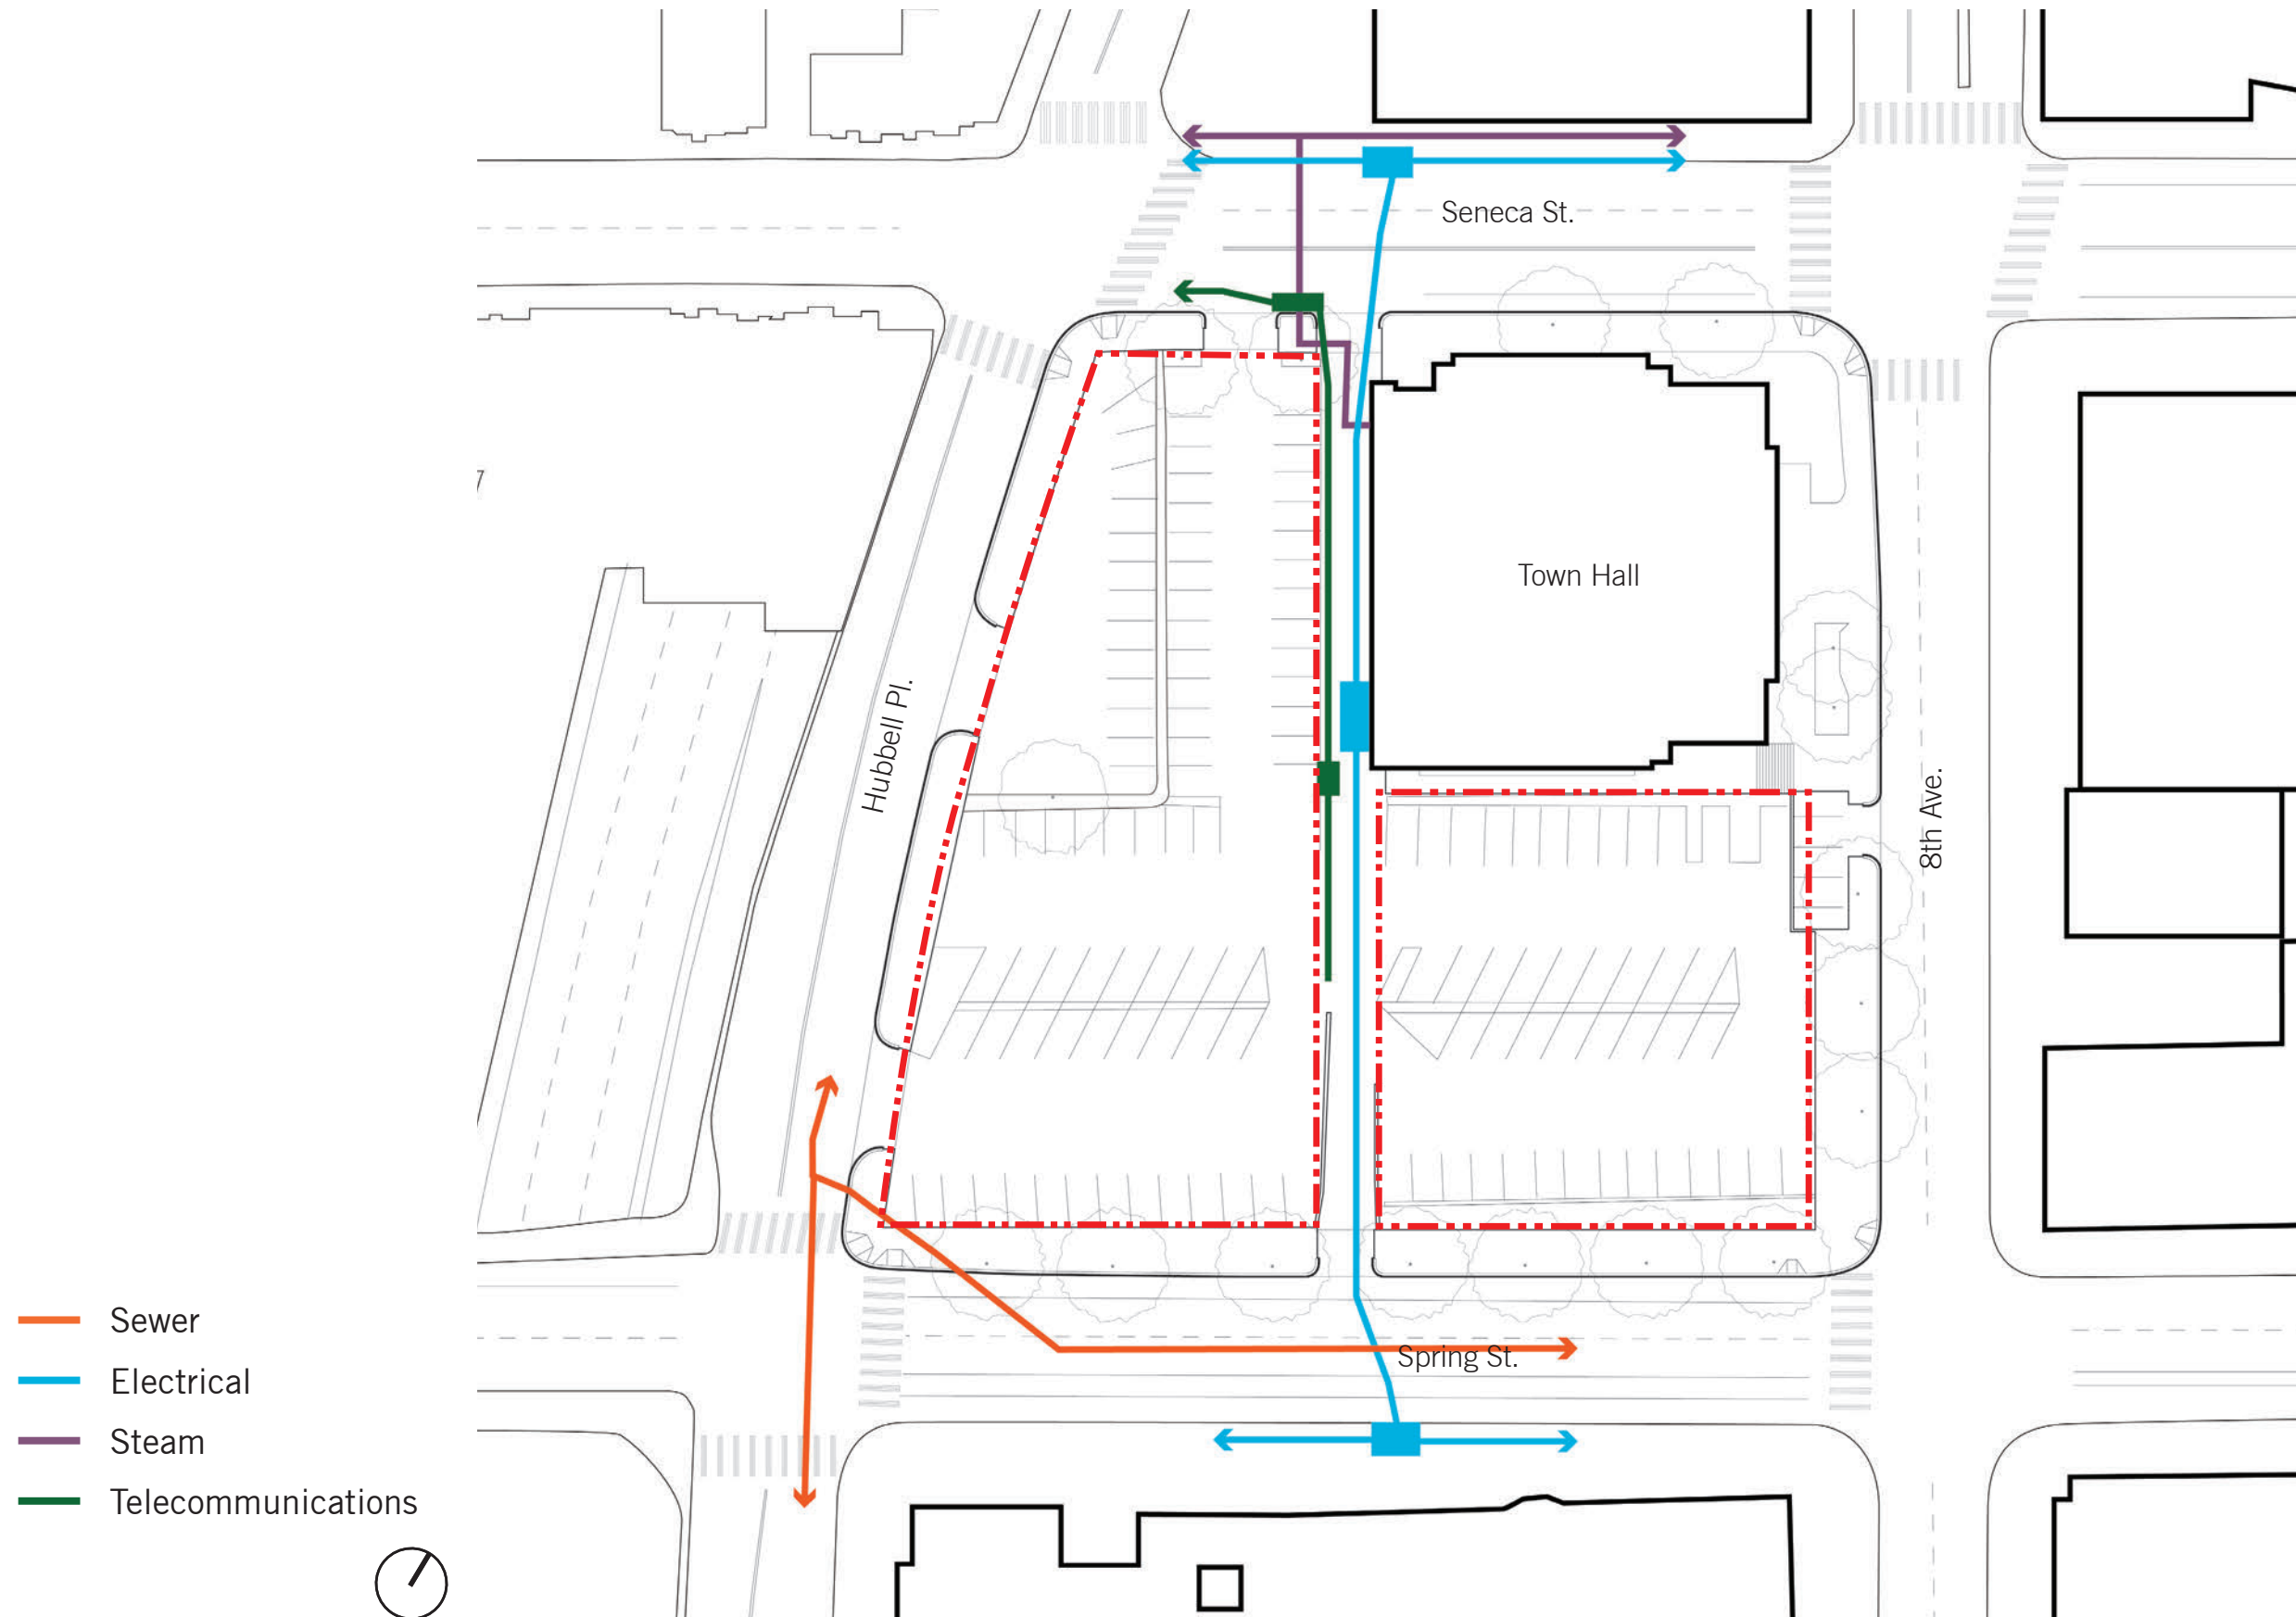 Seneca St.
Town Hall
Hubbell Pl.
8th Ave.
Spring St.
Sewer
Electrical
Steam
Telecommunications